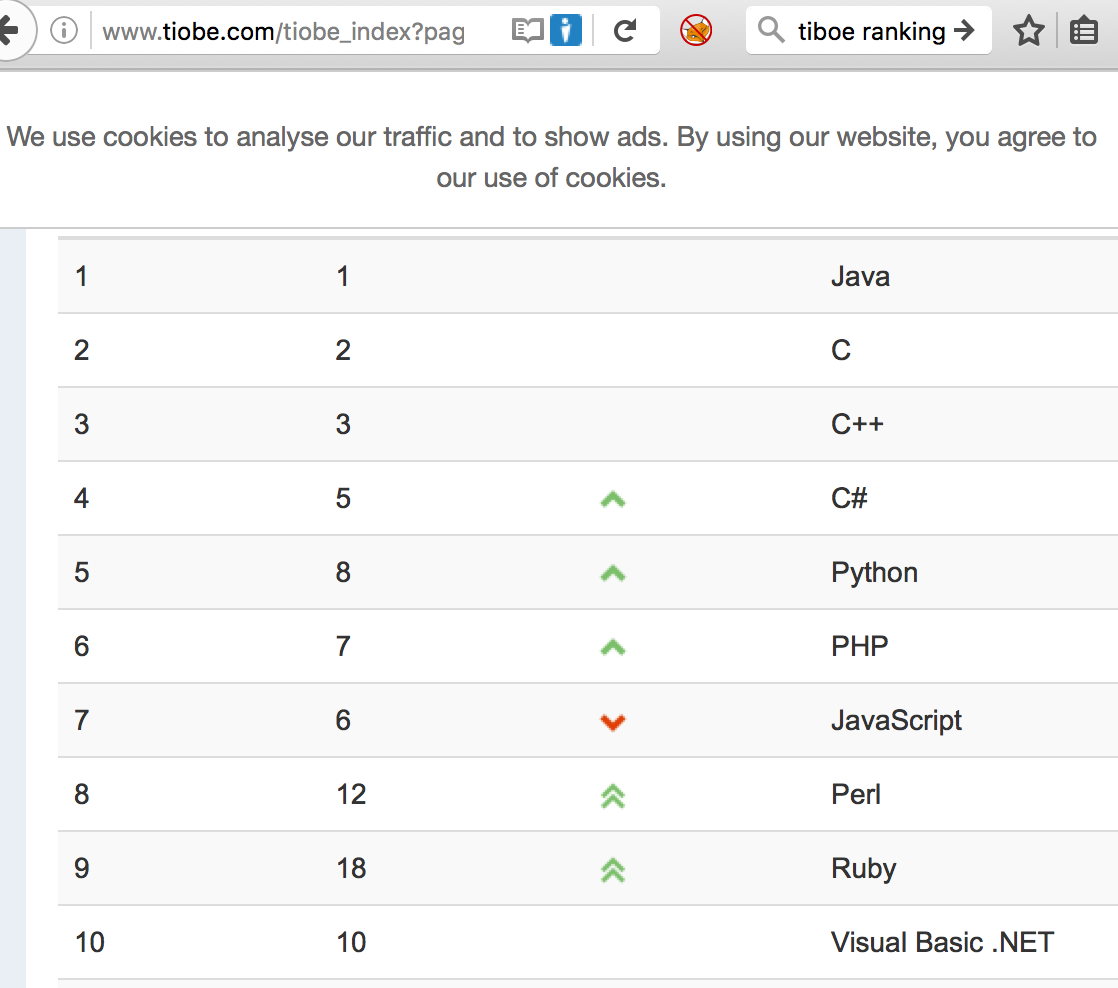 www.tiobe.com/tiobe_index?pag
tiboe ranking
We use cookies to analyse our traffic and to show ads. By using our website, you agree to
our use of cookies.
1 1 Java
2 2 C
3 3 C++
4 5 C#
5 8 Python
6 7 PHP
7 6 JavaScript
8 12 Perl
9 18 Ruby
10 10 Visual Basic .NET